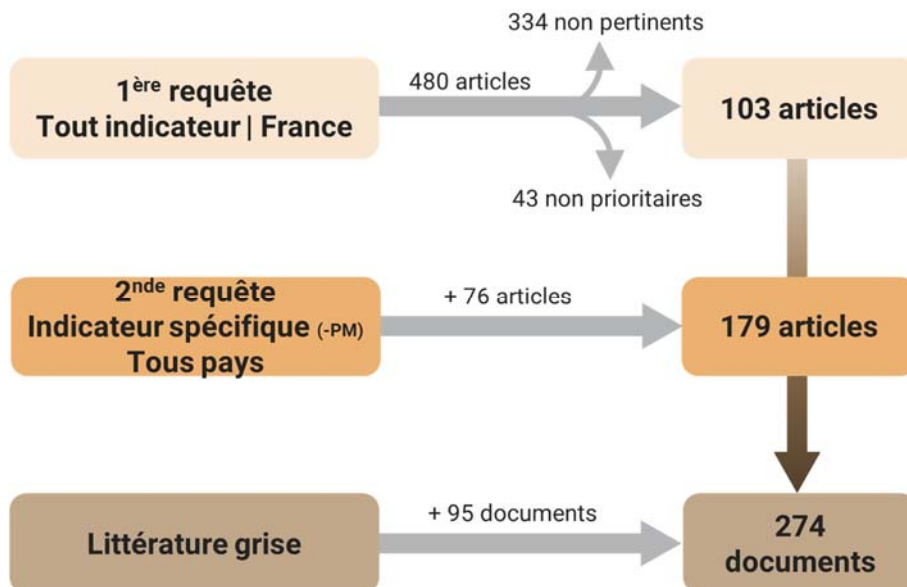 334 non pertinents
1ère requête
Tout indicateur | France
480 articles
103 articles
43 non prioritaires
2nde requête
Indicateur spécifique (-PM)
Tous pays
+ 76 articles
179 articles
Littérature grise
+ 95 documents
274
documents